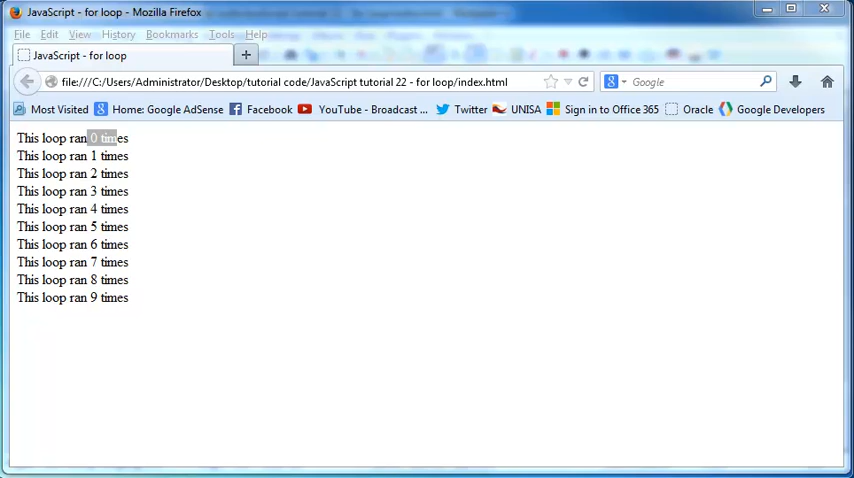 JavaScript - for loop - Mozilla Firefox
File Edit View History Bookmarks Tools Help
JavaScript - for loop
file:///C:/Users/Administrator/Desktop/tutorial code/JavaScript tutorial 22 - for loop/index.html
Google
Most Visited Home: Google AdSense Facebook YouTube - Broadcast ... Twitter UNISA Sign in to Office 365 Oracle Google Developers
This loop ran 0 times
This loop ran 1 times
This loop ran 2 times
This loop ran 3 times
This loop ran 4 times
This loop ran 5 times
This loop ran 6 times
This loop ran 7 times
This loop ran 8 times
This loop ran 9 times